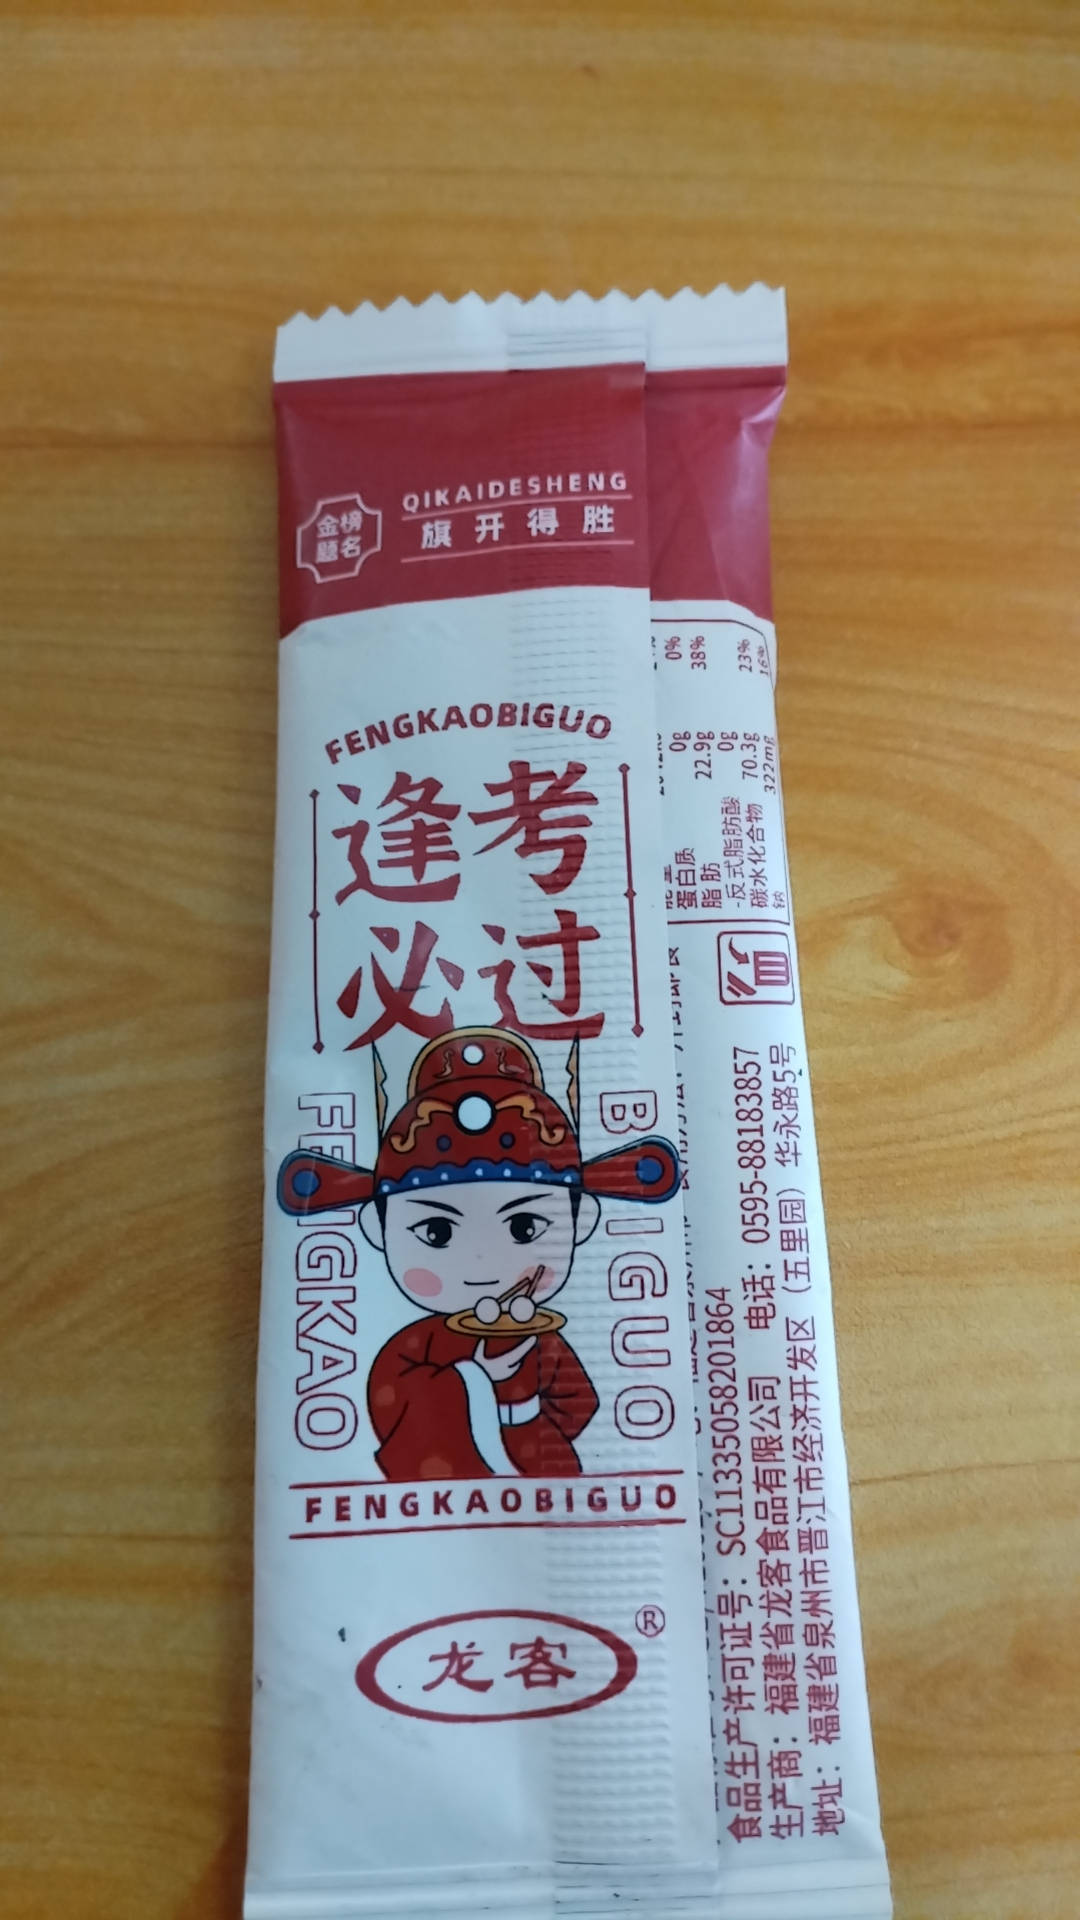 金榜
题名
QIKAIDESHENG
旗开得胜
FENGKAOBIGUO
逢考
必过
FENGKAO
BIGUO
FENGKAOBIGUO
龙客
®
0%
38%
23%
16%
蛋白质 0g
脂肪 22.9g
-反式脂肪酸 0g
碳水化合物 70.3g
钠 322mg
食品生产许可证号：SC11335058201864
生产商：福建省龙客食品有限公司 电话：0595-88183857
地址：福建省泉州市晋江市经济开发区（五里园）华永路5号